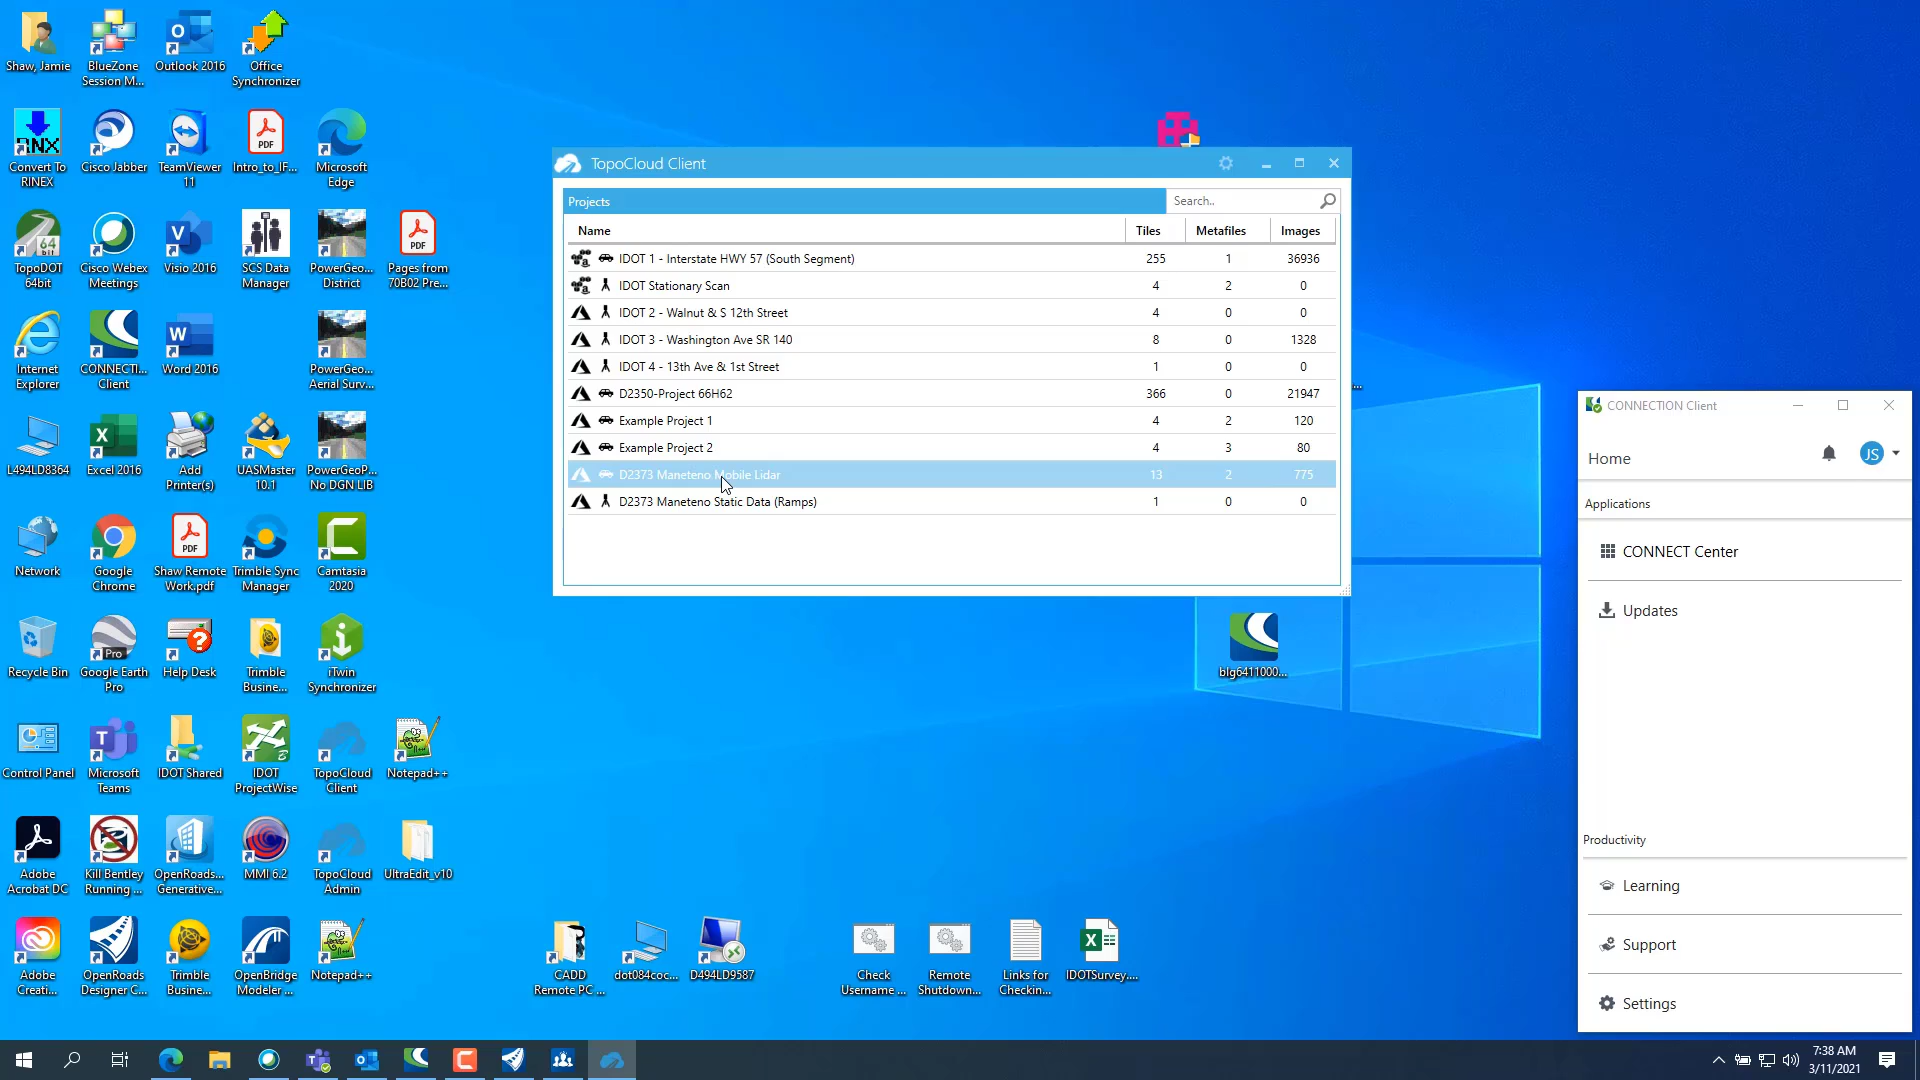 Shaw, Jamie
BlueZone
Session M...
Outlook 2016
Office
Synchronizer
RNX
Convert To
RINEX
Cisco Jabber
TeamViewer
11
PDF
Intro_to_IF...
Microsoft
Edge
64
bit
TopoDOT
64bit
Cisco Webex
Meetings
Visio 2016
SCS Data
Manager
PowerGeo...
District
PDF
Pages from
70B02 Pre...
Internet
Explorer
CONNECTI...
Client
Word 2016
PowerGeo...
Aerial Surv...
L494LD8364
Excel 2016
Add
Printer(s)
UASMaster
10.1
PowerGeoP...
No DGN LIB
Network
Google
Chrome
PDF
Shaw Remote
Work.pdf
Trimble Sync
Manager
Camtasia
2020
Recycle Bin
Pro
Google Earth
Pro
Help Desk
Trimble
Busine...
iTwin
Synchronizer
Control Panel
Microsoft
Teams
IDOT Shared
IDOT
ProjectWise
TopoCloud
Client
Notepad++
Adobe
Acrobat DC
Kill Bentley
Running ...
OpenRoads...
Generative...
MMI 6.2
TopoCloud
Admin
UltraEdit_v10
Adobe
Creati...
OpenRoads
Designer C...
Trimble
Busine...
OpenBridge
Modeler ...
Notepad++
CADD
Remote PC ...
dot084coc...
D494LD9587
Check
Username ...
Remote
Shutdown...
Links for
Checkin...
IDOTSurvey....
blg6411000...
TopoCloud Client
Projects
Search..
Name Tiles Metafiles Images
IDOT 1 - Interstate HWY 57 (South Segment) 255 1 36936
IDOT Stationary Scan 4 2 0
IDOT 2 - Walnut & S 12th Street 4 0 0
IDOT 3 - Washington Ave SR 140 8 0 1328
IDOT 4 - 13th Ave & 1st Street 1 0 0
D2350-Project 66H62 366 0 21947
Example Project 1 4 2 120
Example Project 2 4 3 80
D2373 Maneteno Mobile Lidar 13 2 775
D2373 Maneteno Static Data (Ramps) 1 0 0
CONNECTION Client
Home
JS
Applications
CONNECT Center
Updates
Productivity
Learning
Support
Settings
7:38 AM
3/11/2021